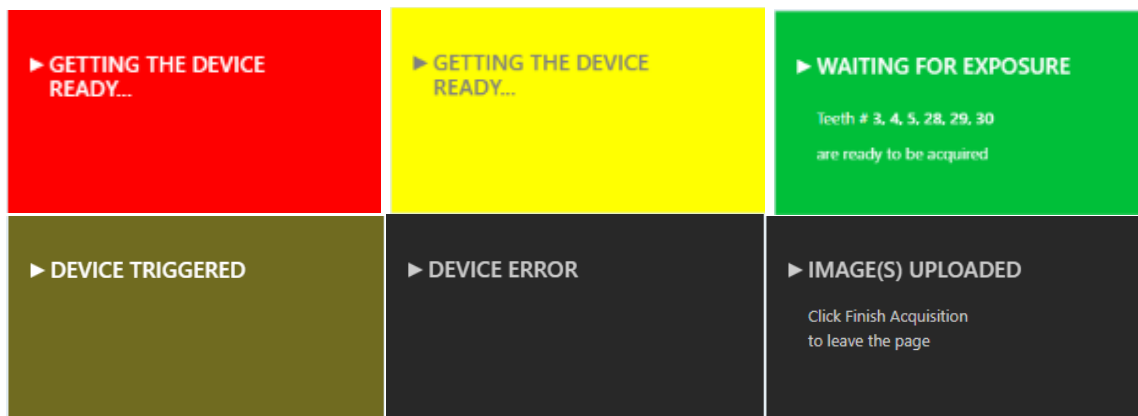 ►GETTING THE DEVICE
READY...
►GETTING THE DEVICE
READY...
►WAITING FOR EXPOSURE
Teeth # 3, 4, 5, 28, 29, 30
are ready to be acquired
►DEVICE TRIGGERED
►DEVICE ERROR
►IMAGE(S) UPLOADED
Click Finish Acquisition
to leave the page